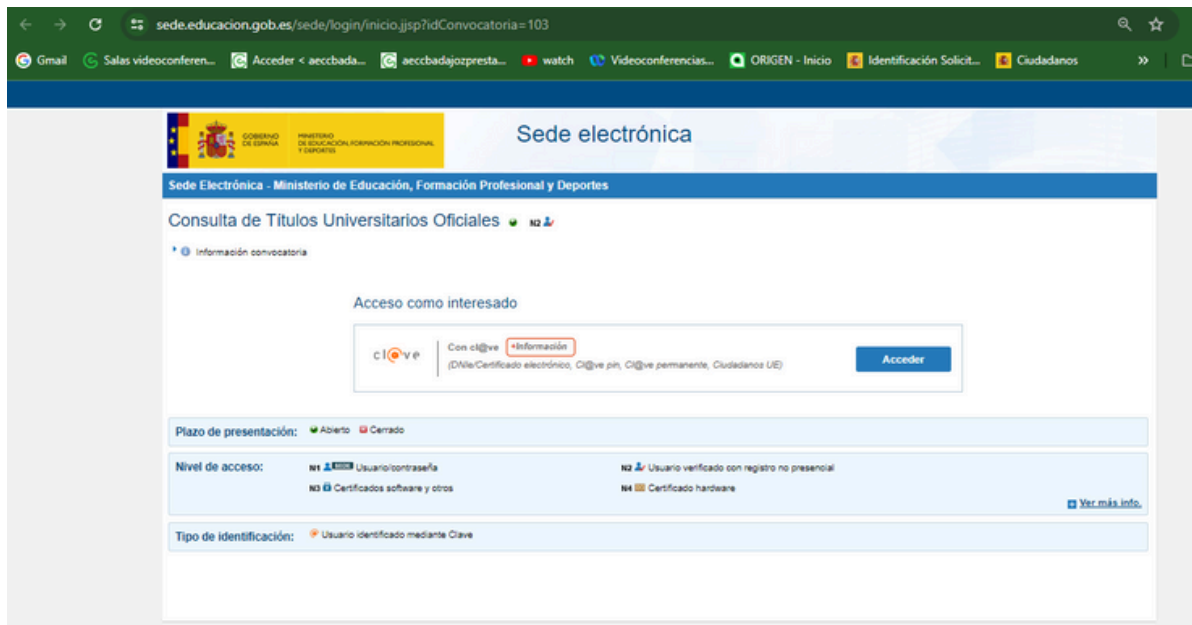 sede.educacion.gob.es/sede/login/inicio.jjsp?idConvocatoria=103
Gmail Salas videoconferen... Acceder < aeccbada... aeccbadajozpresta... watch Videoconferencias... ORIGEN - Inicio Identificación Solicit... Ciudadanos »
GOBIERNO DE ESPAÑA MINISTERIO DE EDUCACIÓN, FORMACIÓN PROFESIONAL Y DEPORTES
Sede electrónica
Sede Electrónica - Ministerio de Educación, Formación Profesional y Deportes
Consulta de Títulos Universitarios Oficiales N2
Información convocatoria
Acceso como interesado
cl@ve Con cl@ve +Información
(DNIe/Certificado electrónico, Cl@ve pin, Cl@ve permanente, Ciudadanos UE)
Acceder
Plazo de presentación: Abierto Cerrado
Nivel de acceso: N1 Usuario/contraseña N2 Usuario verificado con registro no presencial
N3 Certificados software y otros N4 Certificado hardware
Ver más info.
Tipo de identificación: Usuario identificado mediante Clave